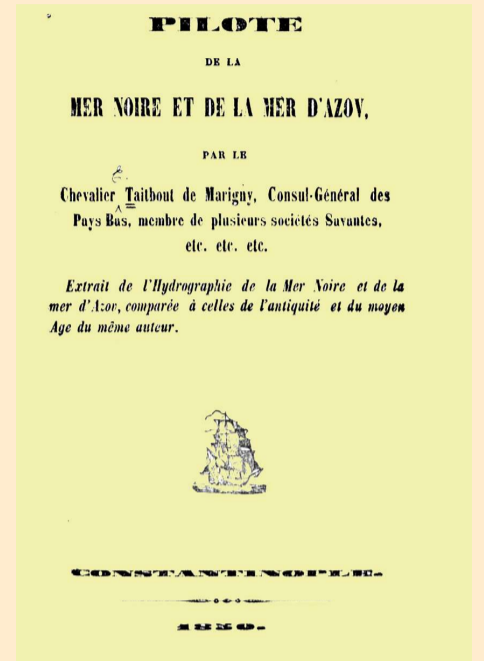 PILOTE
DE LA
MER NOIRE ET DE LA MER D'AZOV,
PAR LE
Chevalier Taitbout de Marigny, Consul-Général des
Pays Bas, membre de plusieurs sociétés Savantes,
etc. etc. etc.
Extrait de l'Hydrographie de la Mer Noire et de la
mer d'Azov, comparée à celles de l'antiquité et du moyen
Age du même auteur.
CONSTANTINOPLE.
1850.